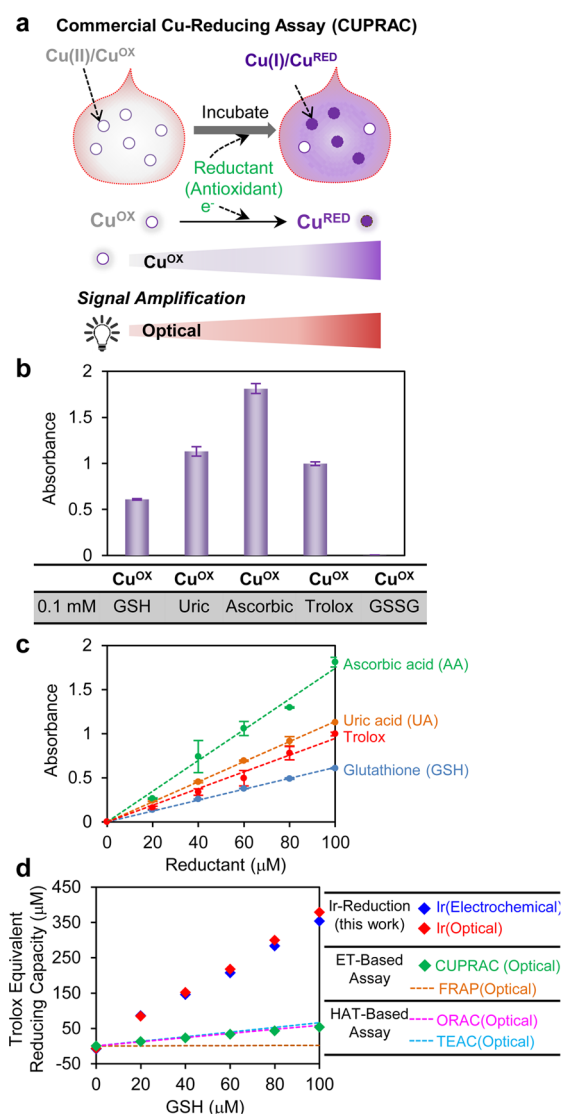 a Commercial Cu-Reducing Assay (CUPRAC)
Cu(II)/Cu^OX
Cu(I)/Cu^RED
Incubate
Reductant
(Antioxidant)
e-
Cu^OX
Cu^RED
Cu^OX
Signal Amplification
Optical
b
2
1.5
1
0.5
0
Absorbance
Cu^OX Cu^OX Cu^OX Cu^OX Cu^OX
0.1 mM GSH Uric Ascorbic Trolox GSSG
c
2
1.5
1
0.5
0
Absorbance
Ascorbic acid (AA)
Uric acid (UA)
Trolox
Glutathione (GSH)
0 20 40 60 80 100
Reductant (μM)
d
450
350
250
150
50
-50
Trolox Equivalent
Reducing Capacity (μM)
0 20 40 60 80 100
GSH (μM)
Ir-Reduction
(this work)
Ir(Electrochemical)
Ir(Optical)
ET-Based
Assay
CUPRAC (Optical)
FRAP(Optical)
HAT-Based
Assay
ORAC(Optical)
TEAC(Optical)